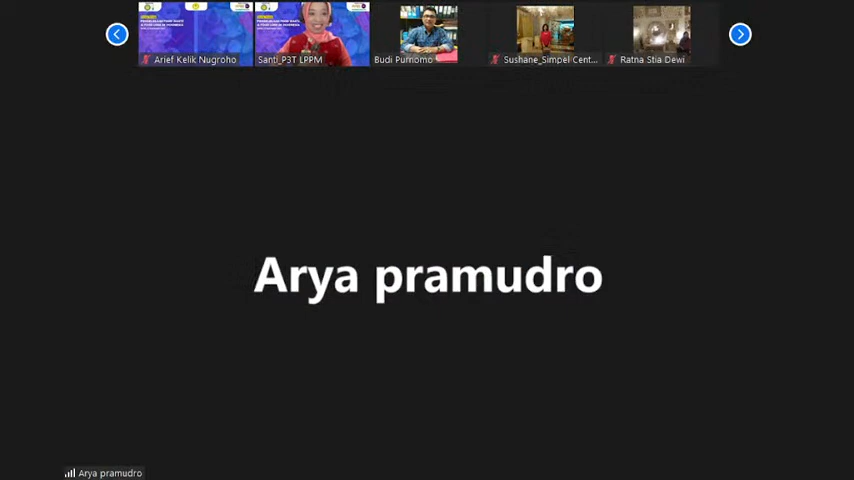 Arief Kelik Nugroho
Santi_P3T LPPM
Budi Purnomo
Sushane_Simpel Cent...
Ratna Stia Dewi
Arya pramudro
Arya pramudro